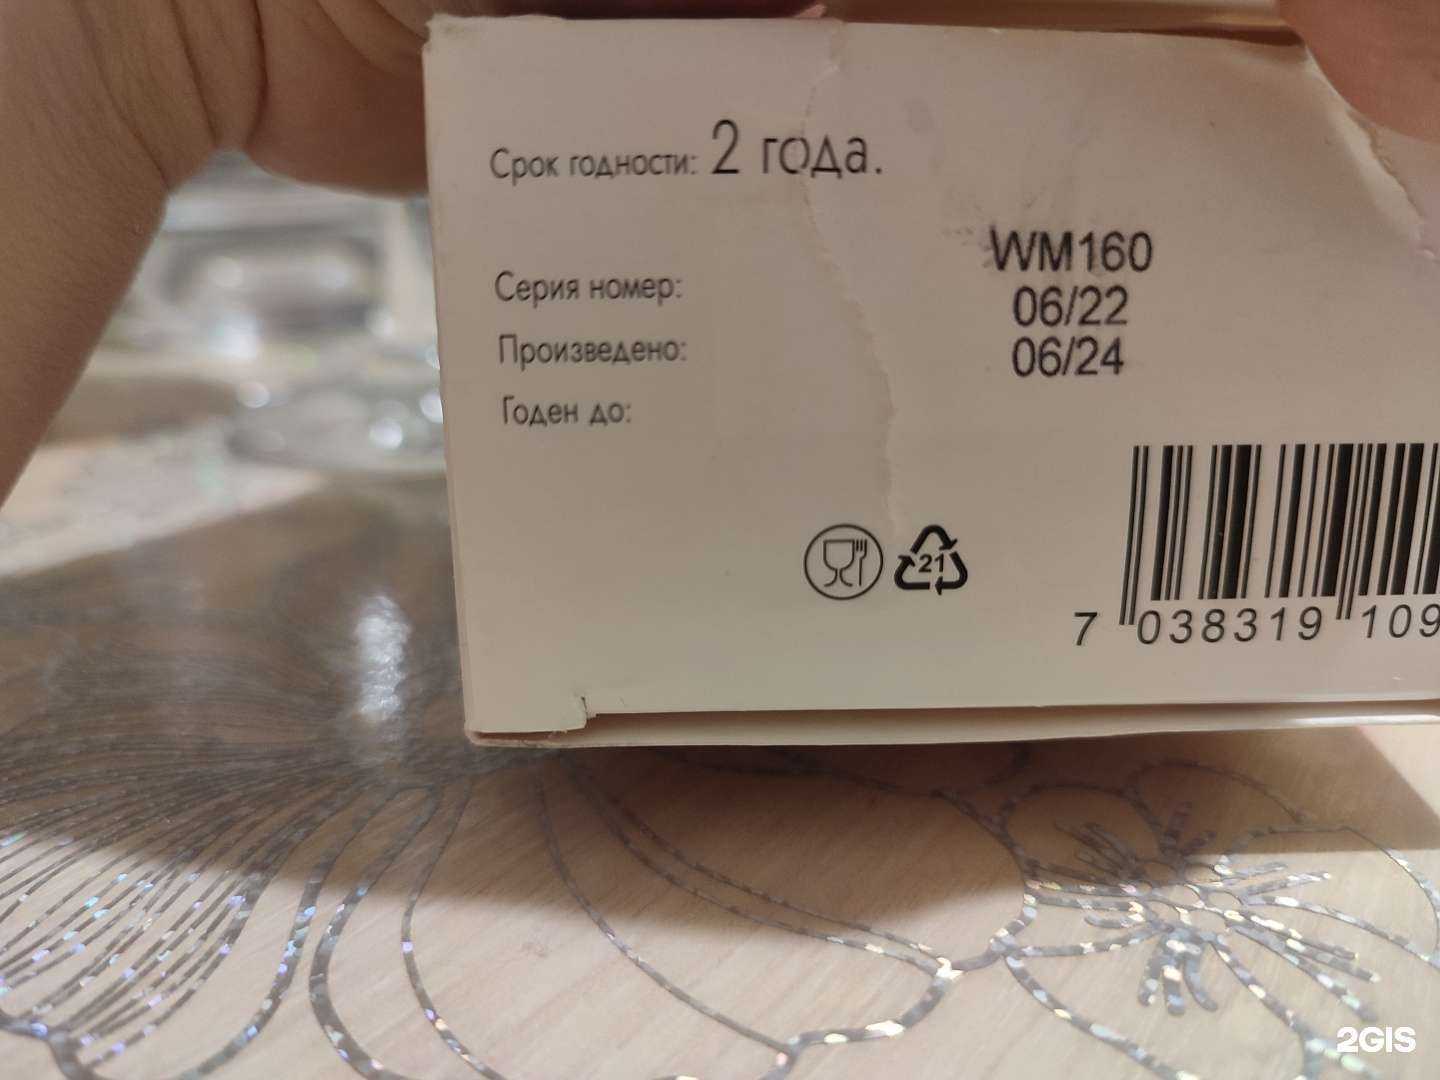 Срок годности: 2 года.
Серия номер: WM160
Произведено: 06/22
Годен до: 06/24
21
7 038319 109
2GIS